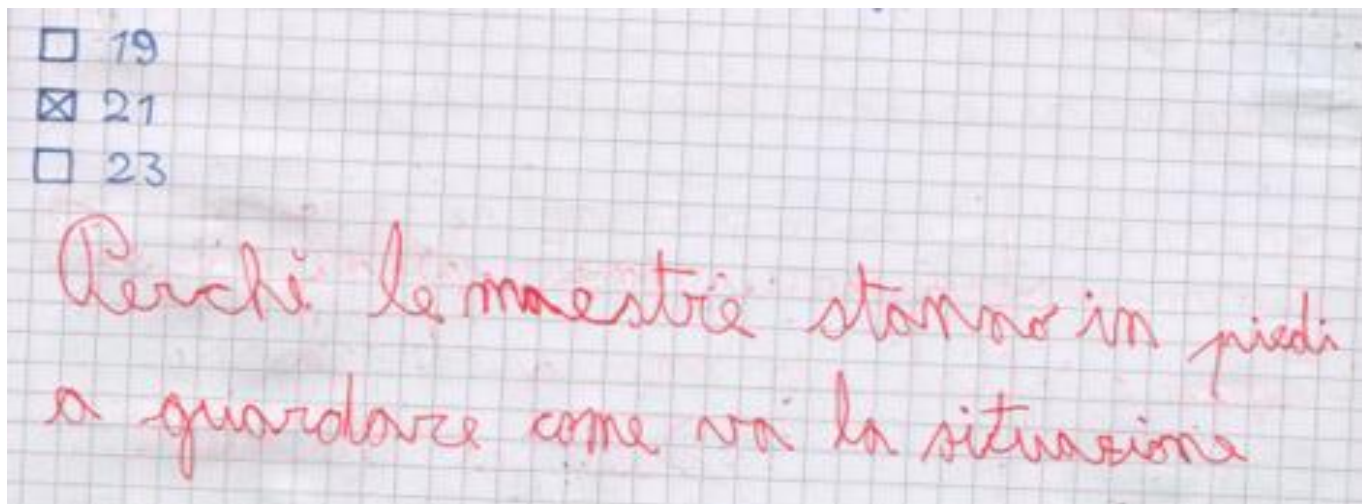 ☐ 19
☒ 21
☐ 23
Perchè le maestre stanno in piedi
a guardare come va la situazione